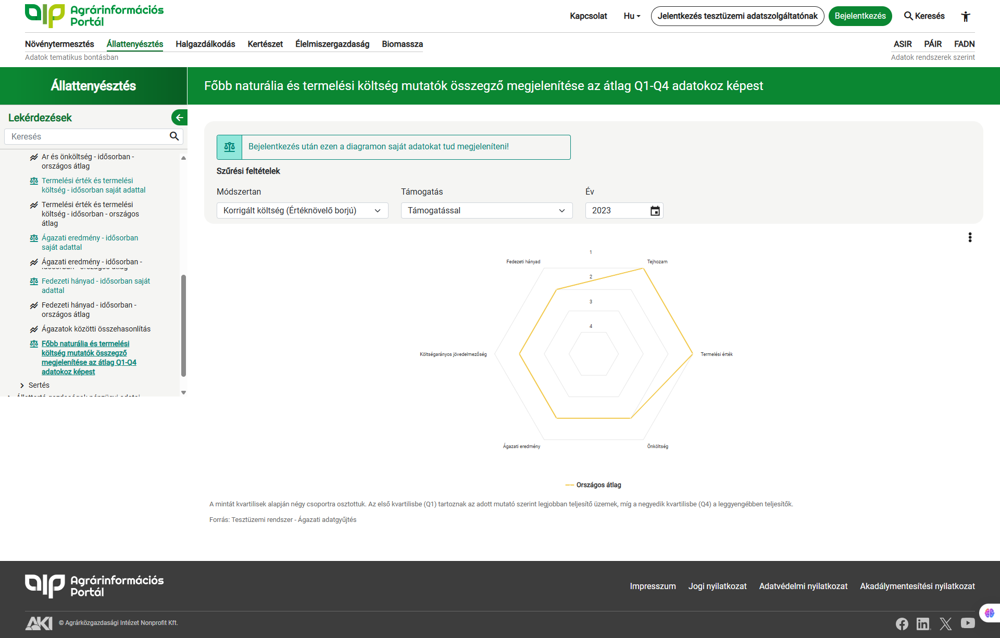 Agrárinformációs
Portál
Kapcsolat
Hu
Jelentkezés tesztüzemi adatszolgáltatónak
Bejelentkezés
Keresés
Növénytermesztés
Állattenyésztés
Halgazdálkodás
Kertészet
Élelmiszergazdaság
Biomassza
Adatok tematikus bontásban
ASIR
PÁIR
FADN
Adatok rendszerek szerint
Állattenyésztés
Főbb naturália és termelési költség mutatók összegző megjelenítése az átlag Q1-Q4 adatokoz képest
Lekérdezések
Keresés
Ár és önköltség - idősorban -
országos átlag
Termelési érték és termelési
költség - idősorban saját adattal
Termelési érték és termelési
költség - idősorban - országos
átlag
Ágazati eredmény - idősorban
saját adattal
Ágazati eredmény - idősorban -
idősorban - országos átlag
Fedezeti hányad - idősorban saját
adattal
Fedezeti hányad - idősorban -
országos átlag
Ágazatok közötti összehasonlítás
Főbb naturália és termelési
költség mutatók összegző
megjelenítése az átlag Q1-Q4
adatokoz képest
Sertés
Állattartó gazdaságok pénzügyi adatai
Bejelentkezés után ezen a diagramon saját adatokat tud megjeleníteni!
Szűrési feltételek
Módszertan
Támogatás
Év
Korrigált költség (Értéknövelő borjú)
Támogatással
2023
1
Fedezeti hányad
Tejhozam
2
3
4
Költségarányos jövedelmezőség
Termelési érték
Ágazati eredmény
Önköltség
Országos átlag
A mintát kvartilisek alapján négy csoportra osztottuk. Az első kvartilisbe (Q1) tartoznak az adott mutató szerint legjobban teljesítő üzemek, míg a negyedik kvartilisbe (Q4) a leggyengébben teljesítők.
Forrás: Tesztüzemi rendszer - Ágazati adatgyűjtés
Agrárinformációs
Portál
Impresszum
Jogi nyilatkozat
Adatvédelmi nyilatkozat
Akadálymentesítési nyilatkozat
AKI
© Agrárközgazdasági Intézet Nonprofit Kft.